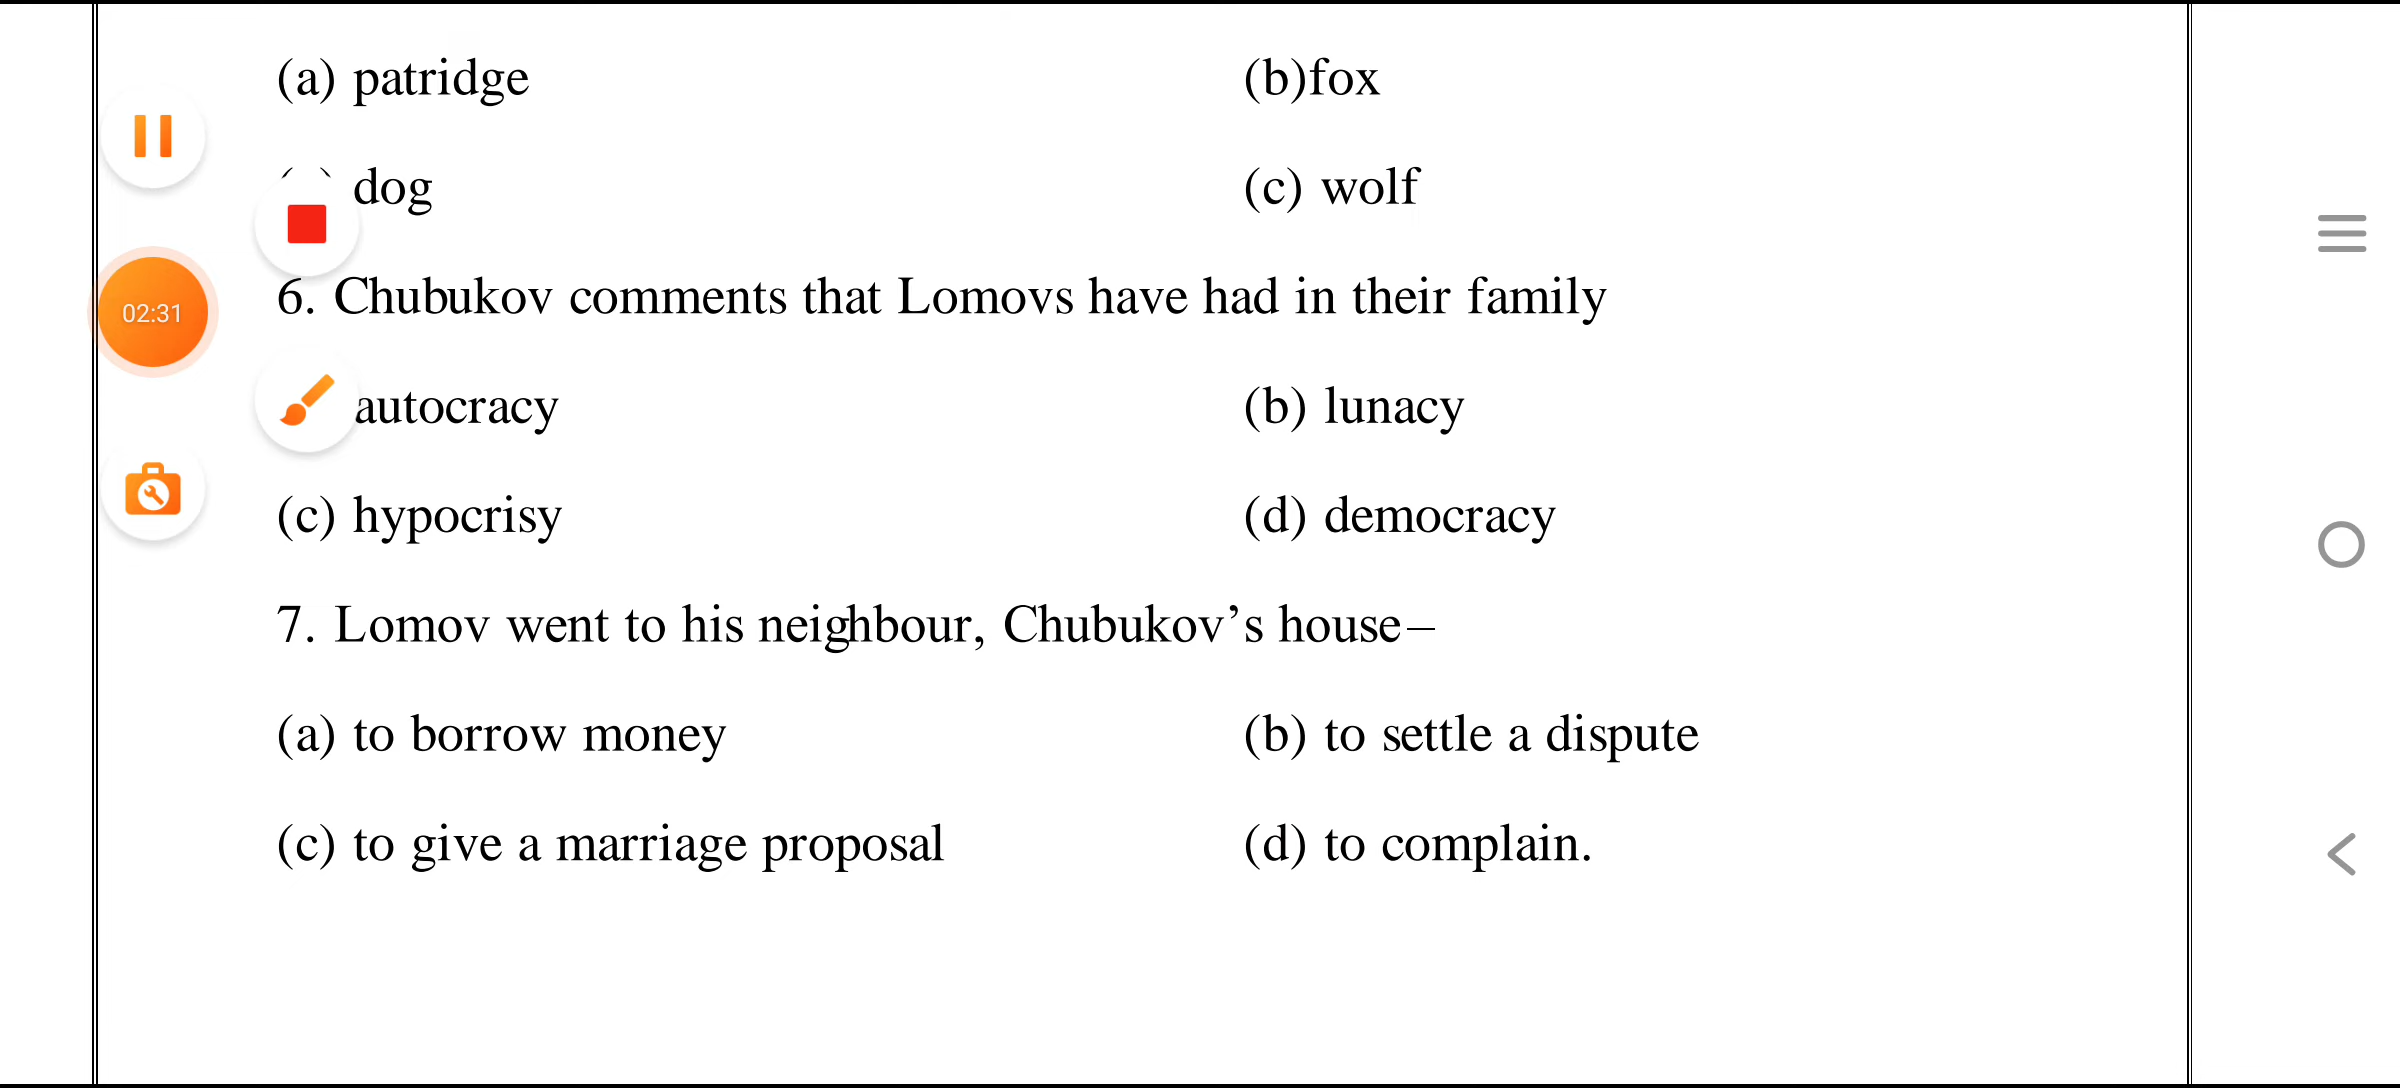 (a) patridge (b)fox
dog (c) wolf
02:31
6. Chubukov comments that Lomovs have had in their family
autocracy (b) lunacy
(c) hypocrisy (d) democracy
7. Lomov went to his neighbour, Chubukov’s house–
(a) to borrow money (b) to settle a dispute
(c) to give a marriage proposal (d) to complain.